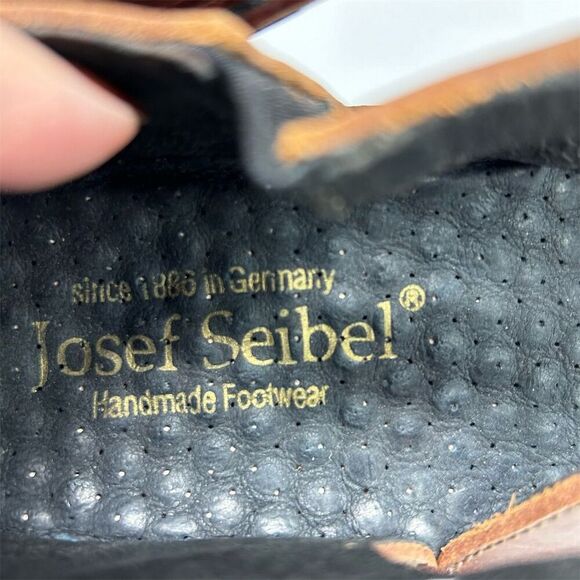 since 1886 in Germany
Josef Seibel®
Handmade Footwear